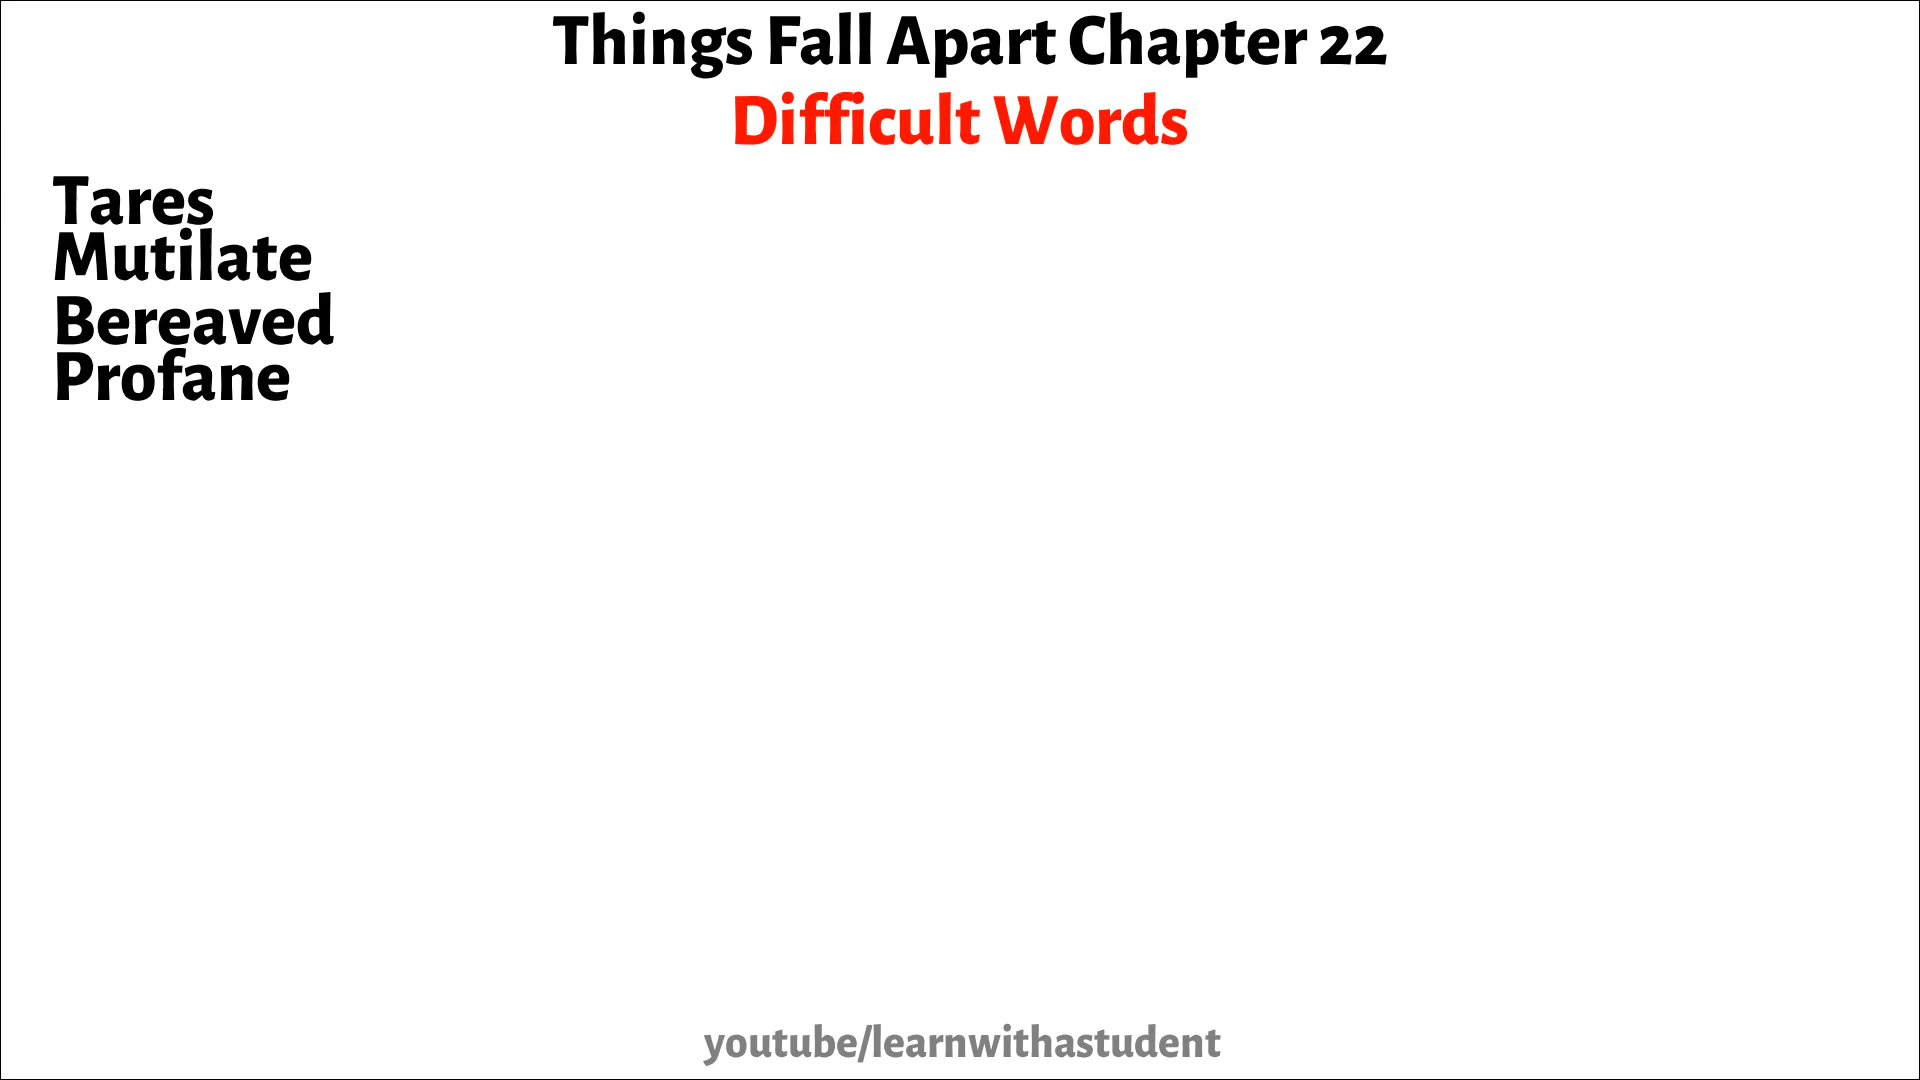 Things Fall Apart Chapter 22
Difficult Words
Tares
Mutilate
Bereaved
Profane
youtube/learnwithastudent